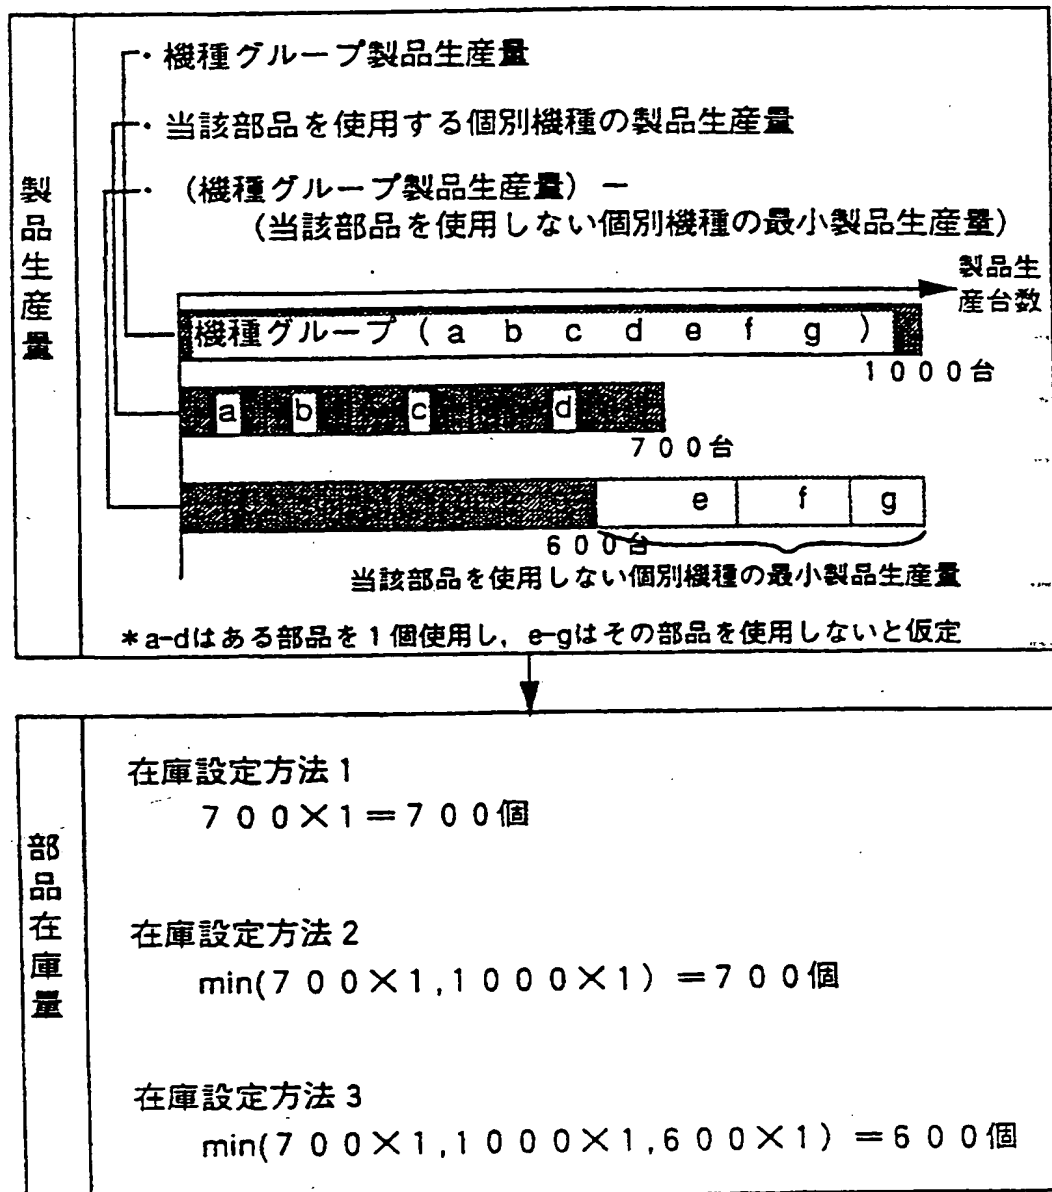 製品生産量
・機種グループ製品生産量
・当該部品を使用する個別機種の製品生産量
・（機種グループ製品生産量）－
（当該部品を使用しない個別機種の最小製品生産量）
製品生
産台数
機種グループ（a b c d e f g ）
１０００台
a b c d
７００台
e f g
６００台
当該部品を使用しない個別機種の最小製品生産量
＊a-dはある部品を１個使用し，e-gはその部品を使用しないと仮定
部品在庫量
在庫設定方法１
７００×１＝７００個
在庫設定方法２
min(７００×１,１０００×１）＝７００個
在庫設定方法３
min(７００×１,１０００×１,６００×１）＝６００個